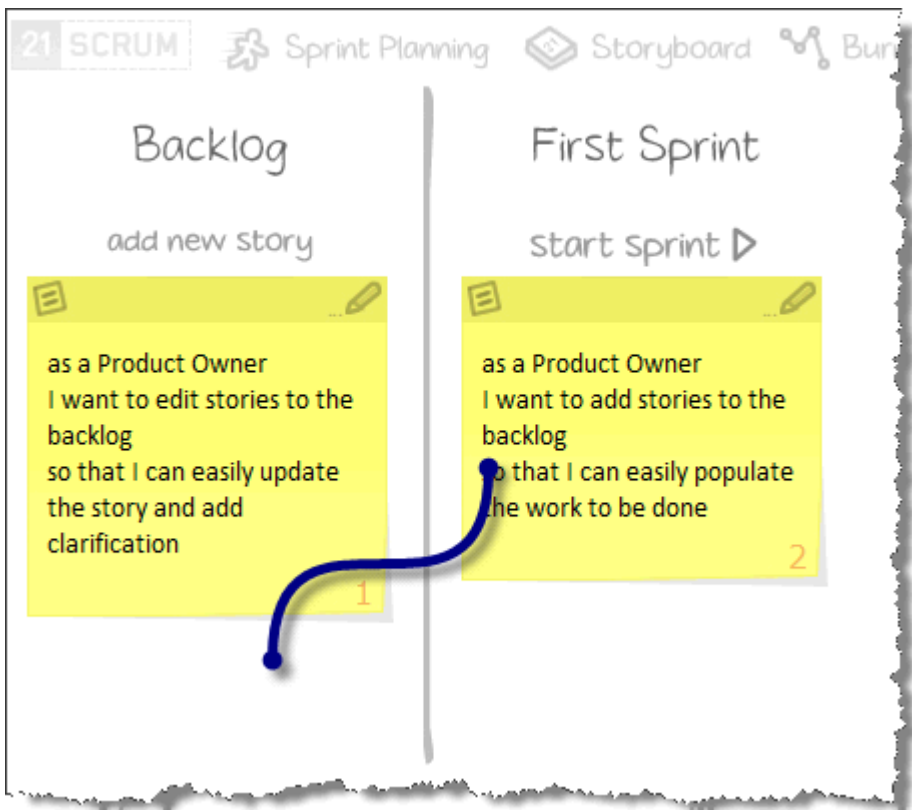 21 SCRUM Sprint Planning Storyboard Bur
Backlog
First Sprint
add new story
start sprint
as a Product Owner
I want to edit stories to the
backlog
so that I can easily update
the story and add
clarification
1
as a Product Owner
I want to add stories to the
backlog
so that I can easily populate
the work to be done
2